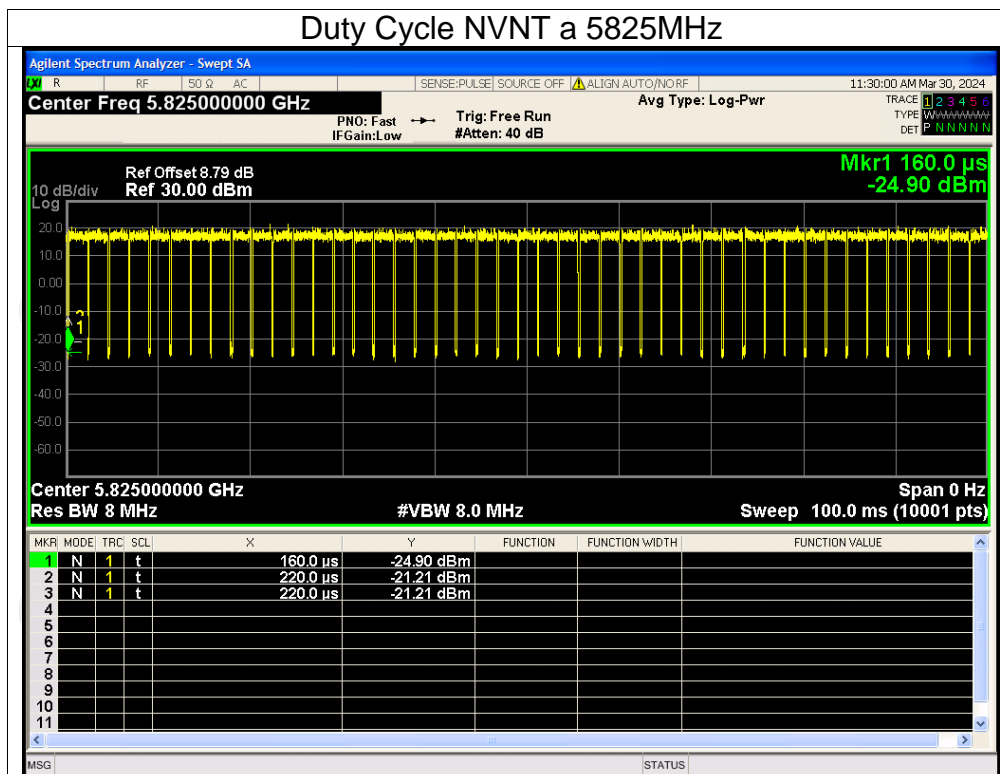 Duty Cycle NVNT a 5825MHz
Agilent Spectrum Analyzer - Swept SA
LXI R RF 50 Ω AC SENSE:PULSE SOURCE OFF ALIGN AUTO/NO RF 11:30:00 AM Mar 30, 2024
Center Freq 5.825000000 GHz Avg Type: Log-Pwr TRACE 1 2 3 4 5 6
PNO: Fast Trig: Free Run TYPE W
IFGain:Low #Atten: 40 dB DET P N N N N N
Mkr1 160.0 µs
-24.90 dBm
Ref Offset 8.79 dB
10 dB/div Ref 30.00 dBm
Log
20.0
10.0
0.00
-10.0
2
1
-20.0
-30.0
-40.0
-50.0
-60.0
Center 5.825000000 GHz Span 0 Hz
Res BW 8 MHz #VBW 8.0 MHz Sweep 100.0 ms (10001 pts)
MKR MODE TRC SCL X Y FUNCTION FUNCTION WIDTH FUNCTION VALUE
1 N 1 t 160.0 µs -24.90 dBm
2 N 1 t 220.0 µs -21.21 dBm
3 N 1 t 220.0 µs -21.21 dBm
4
5
6
7
8
9
10
11
MSG STATUS